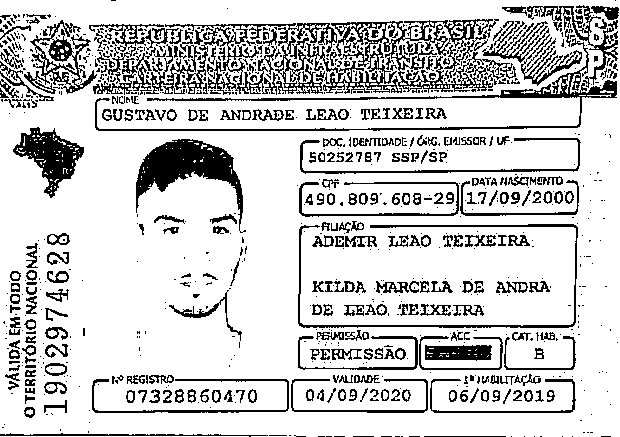 REPÚBLICA FEDERATIVA DO BRASIL
MINISTÉRIO DA INFRAESTRUTURA
DEPARTAMENTO NACIONAL DE TRÂNSITO
CARTEIRA NACIONAL DE HABILITAÇÃO
SP
NOME
GUSTAVO DE ANDRADE LEAO TEIXEIRA
DOC. IDENTIDADE / ÓRG. EMISSOR / UF
50252787 SSP/SP
CPF
490.809.608-29
DATA NASCIMENTO
17/09/2000
FILIAÇÃO
ADEMIR LEAO TEIXEIRA
KILDA MARCELA DE ANDRA
DE LEAO TEIXEIRA
PERMISSÃO
PERMISSÃO
ACC
CAT. HAB.
B
Nº REGISTRO
07328860470
VALIDADE
04/09/2020
1ª HABILITAÇÃO
06/09/2019
VÁLIDA EM TODO
O TERRITÓRIO NACIONAL
1902974628